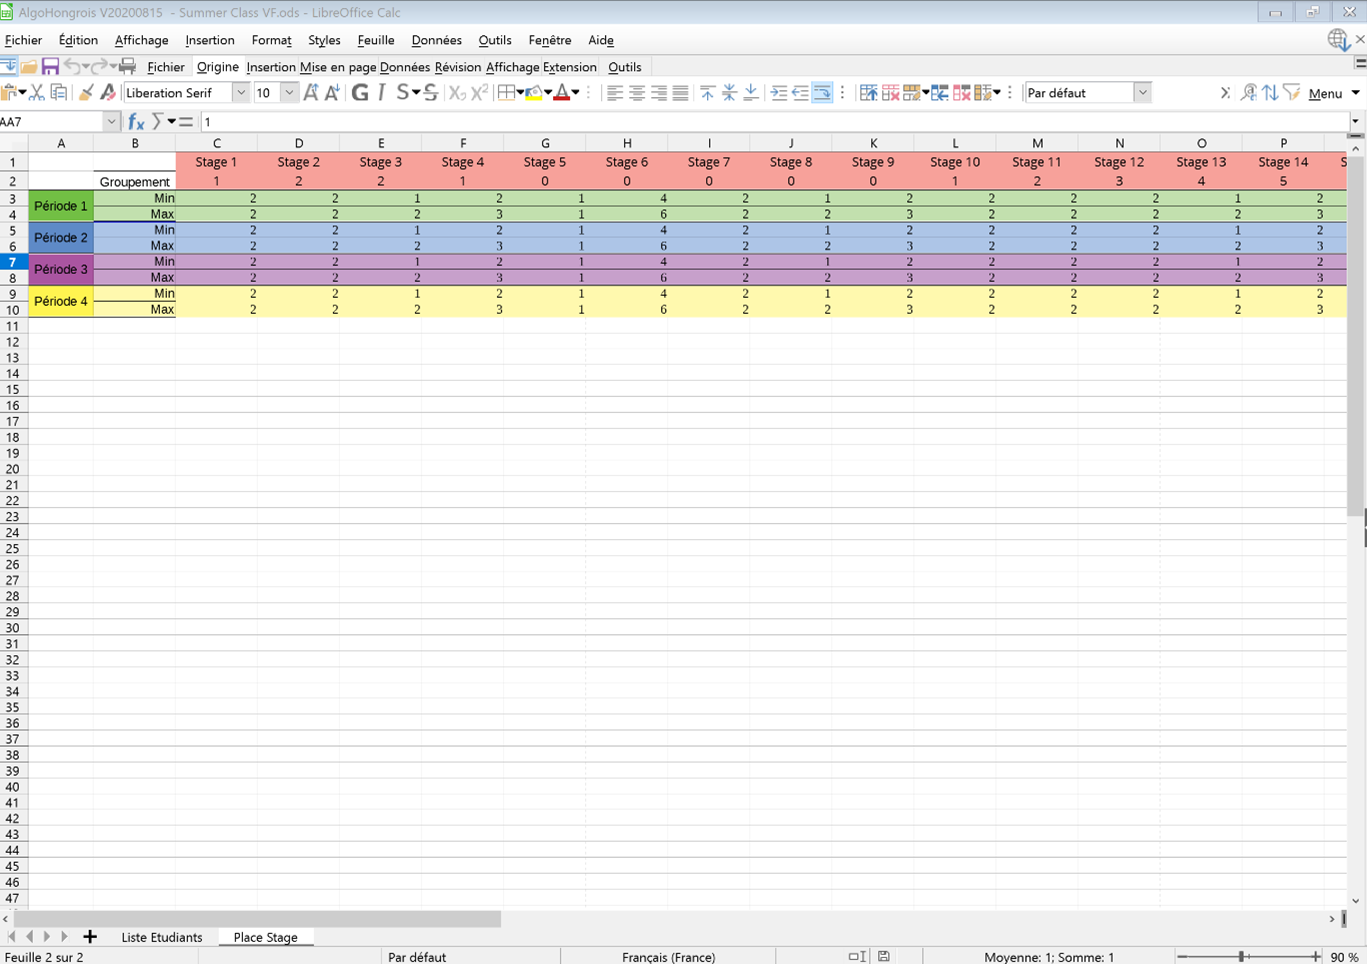 AlgoHongrois V20200815 - Summer Class VF.ods - LibreOffice Calc
Fichier Édition Affichage Insertion Format Styles Feuille Données Outils Fenêtre Aide
Fichier Origine Insertion Mise en page Données Révision Affichage Extension Outils
Liberation Serif 10 G I S S X₂ X² A Par défaut Menu
AA7 fx Σ = 1
A B C D E F G H I J K L M N O P
1 Stage 1 Stage 2 Stage 3 Stage 4 Stage 5 Stage 6 Stage 7 Stage 8 Stage 9 Stage 10 Stage 11 Stage 12 Stage 13 Stage 14 S
2 Groupement 1 2 2 1 0 0 0 0 0 1 2 3 4 5
3 Période 1 Min 2 2 1 2 1 4 2 1 2 2 2 2 1 2
4 Max 2 2 2 3 1 6 2 2 3 2 2 2 2 3
5 Période 2 Min 2 2 1 2 1 4 2 1 2 2 2 2 1 2
6 Max 2 2 2 3 1 6 2 2 3 2 2 2 2 3
7 Période 3 Min 2 2 1 2 1 4 2 1 2 2 2 2 1 2
8 Max 2 2 2 3 1 6 2 2 3 2 2 2 2 3
9 Période 4 Min 2 2 1 2 1 4 2 1 2 2 2 2 1 2
10 Max 2 2 2 3 1 6 2 2 3 2 2 2 2 3
11
12
13
14
15
16
17
18
19
20
21
22
23
24
25
26
27
28
29
30
31
32
33
34
35
36
37
38
39
40
41
42
43
44
45
46
47
Liste Etudiants Place Stage
Feuille 2 sur 2 Par défaut Français (France) Moyenne: 1; Somme: 1 90 %